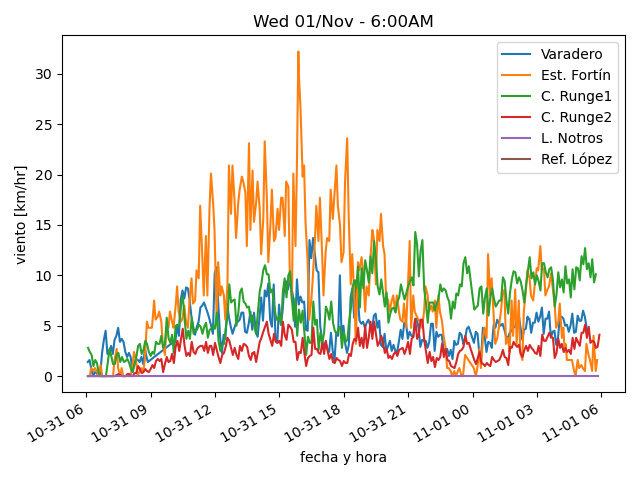 Wed 01/Nov - 6:00AM
Varadero
Est. Fortín
C. Runge1
C. Runge2
L. Notros
Ref. López
viento [km/hr]
30
25
20
15
10
5
0
10-31 06
10-31 09
10-31 12
10-31 15
10-31 18
10-31 21
11-01 00
11-01 03
11-01 06
fecha y hora